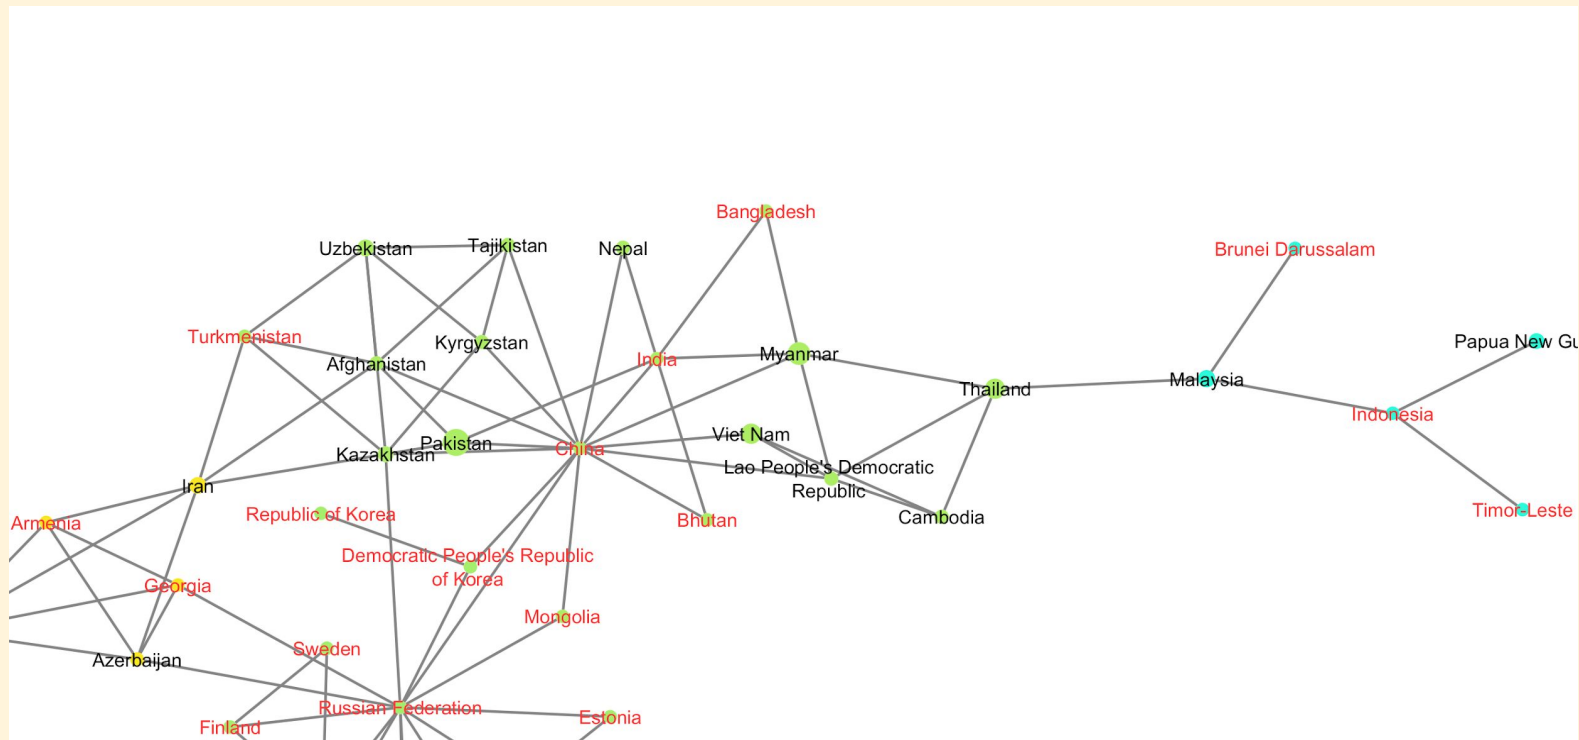 Bangladesh
Uzbekistan
Tajikistan
Nepal
Brunei Darussalam
Turkmenistan
Kyrgyzstan
Afghanistan
India
Myanmar
Papua New Gu
Malaysia
Thailand
Indonesia
Viet Nam
Pakistan
Kazakhstan
China
Lao People's Democratic
Republic
Iran
Cambodia
Timor-Leste
Armenia
Republic of Korea
Bhutan
Democratic People's Republic
of Korea
Georgia
Mongolia
Sweden
Azerbaijan
Russian Federation
Estonia
Finland